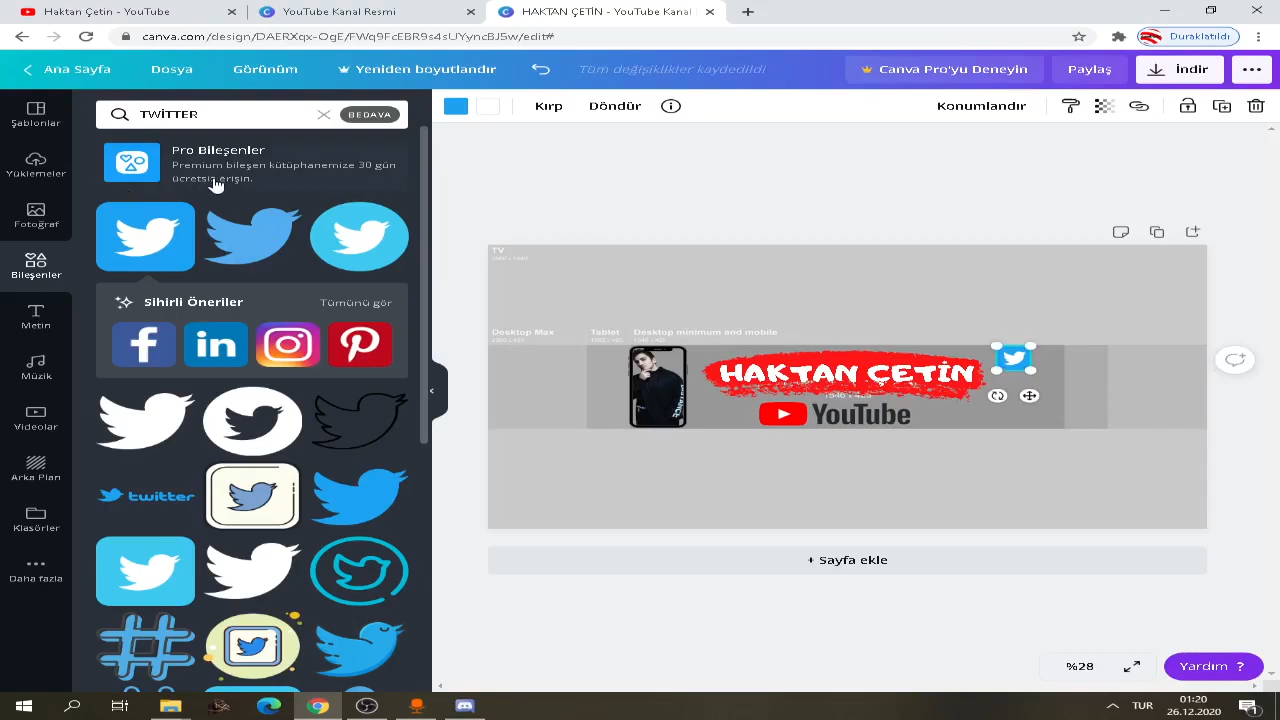 Haktan Çetin - YouTube
YouTube Kanal Resmi
HAKTAN ÇETİN - YouTube Kanal
canva.com/design/DAERXqx-OgE/FWq9FcEBR9s4sUYyncBJ5w/edit#
Duraklatıldı
Ana Sayfa
Dosya
Görünüm
Yeniden boyutlandır
Tüm değişiklikler kaydedildi
Canva Pro'yu Deneyin
Paylaş
İndir
Şablonlar
Yüklemeler
Fotoğraf
Bileşenler
Metin
Müzik
Videolar
Arka Plan
Klasörler
Daha fazla
TWİTTER
BEDAVA
Pro Bileşenler
Premium bileşen kütüphanemize 30 gün
ücretsiz erişin.
Sihirli Öneriler
Tümünü gör
twitter
Kırp
Döndür
Konumlandır
TV
Desktop Max
Tablet
Desktop minimum and mobile
HAKTAN ÇETİN
YouTube
+ Sayfa ekle
%28
Yardım ?
TUR
01:20
26.12.2020